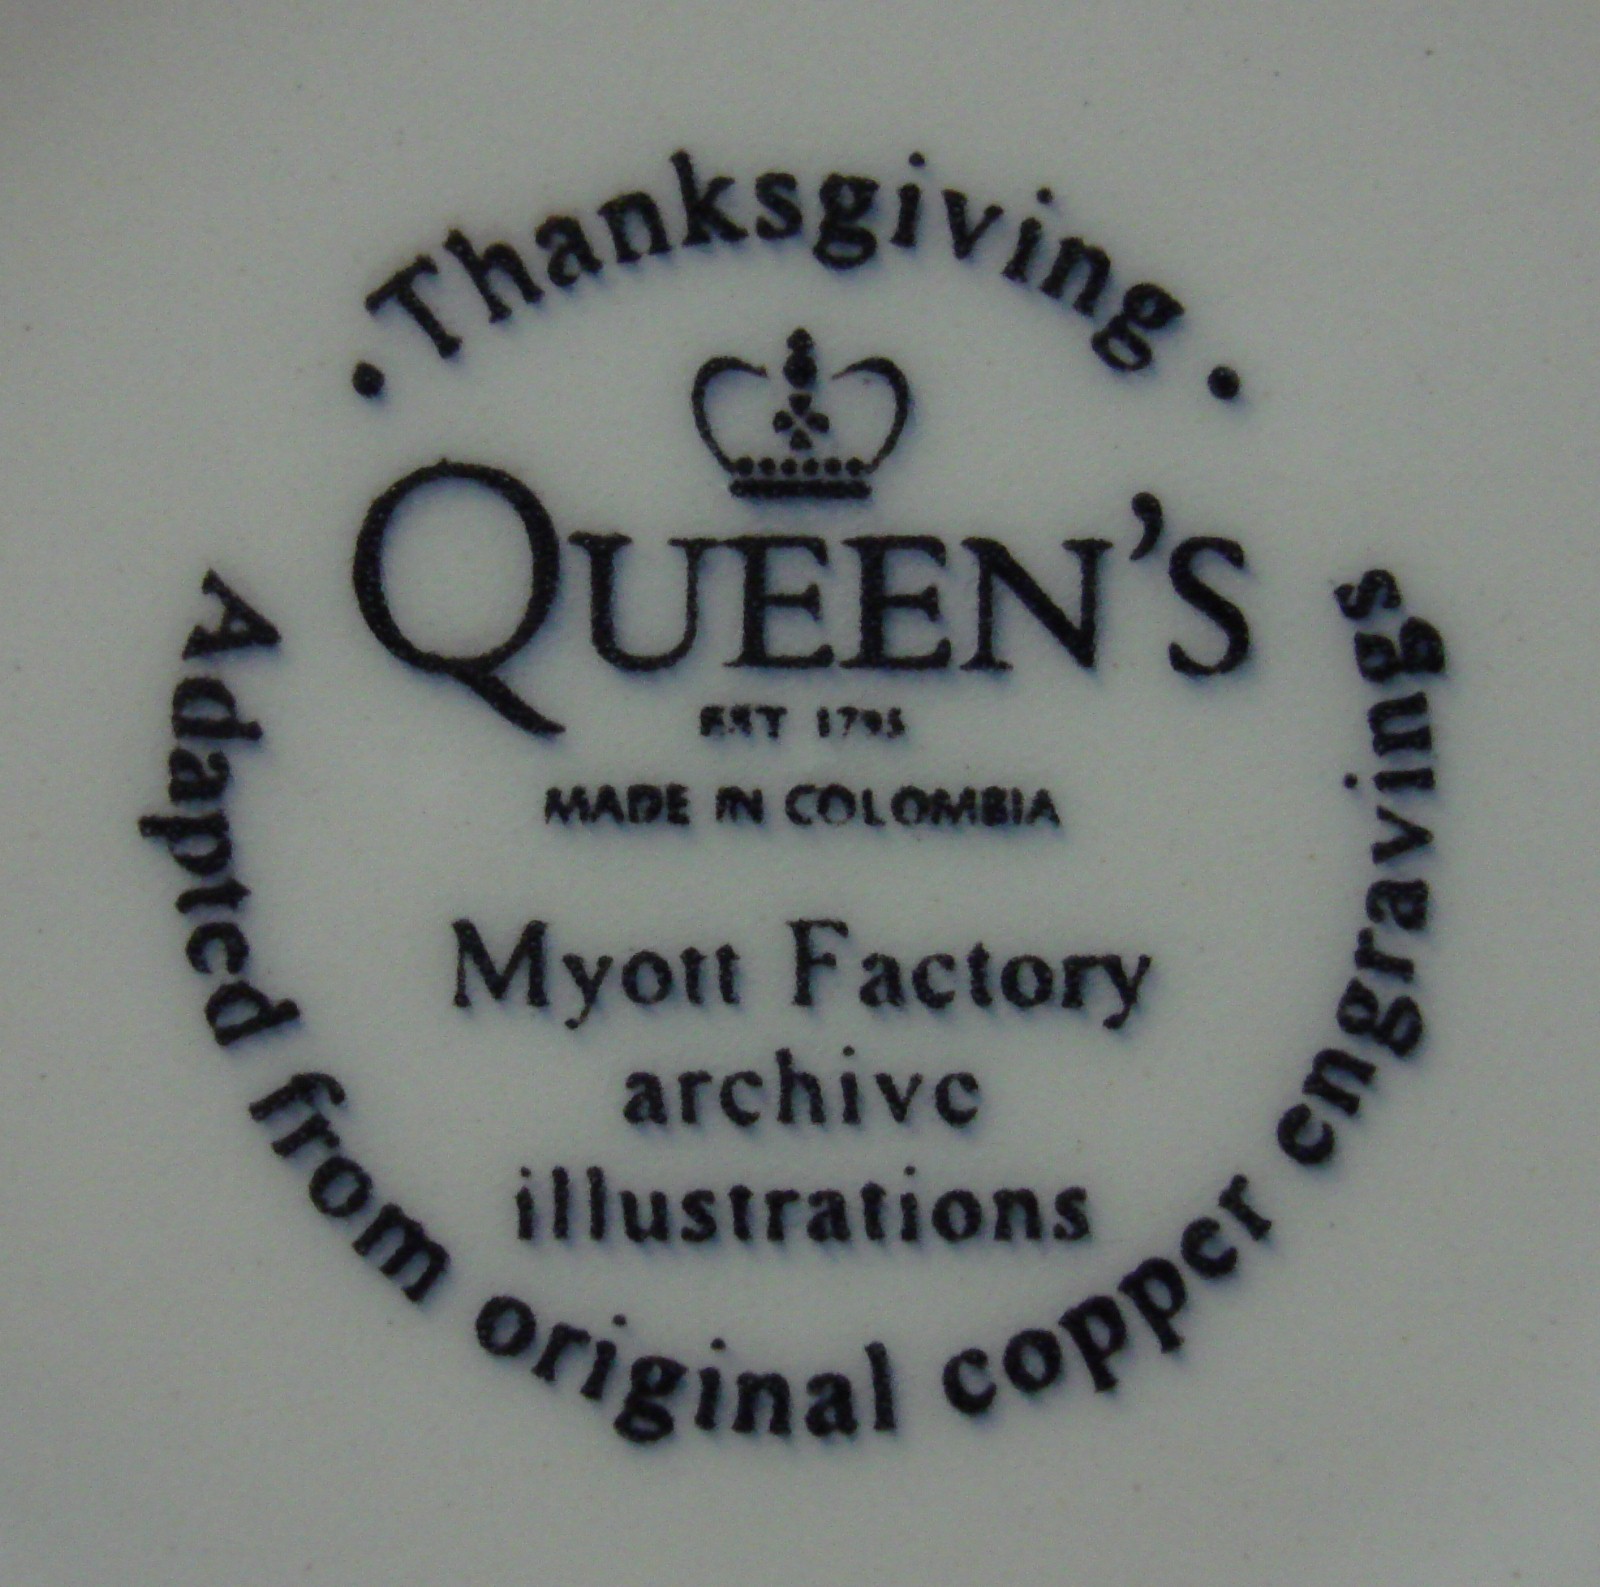 · Thanksgiving ·
QUEEN'S
EST 1795
MADE IN COLOMBIA
Myott Factory
archive
illustrations
Adapted from original copper engravings